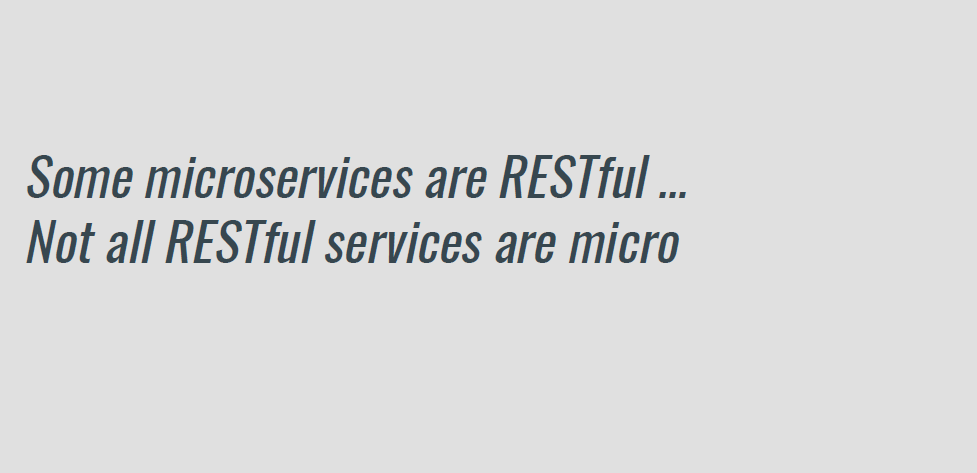 Some microservices are RESTful ...
Not all RESTful services are micro